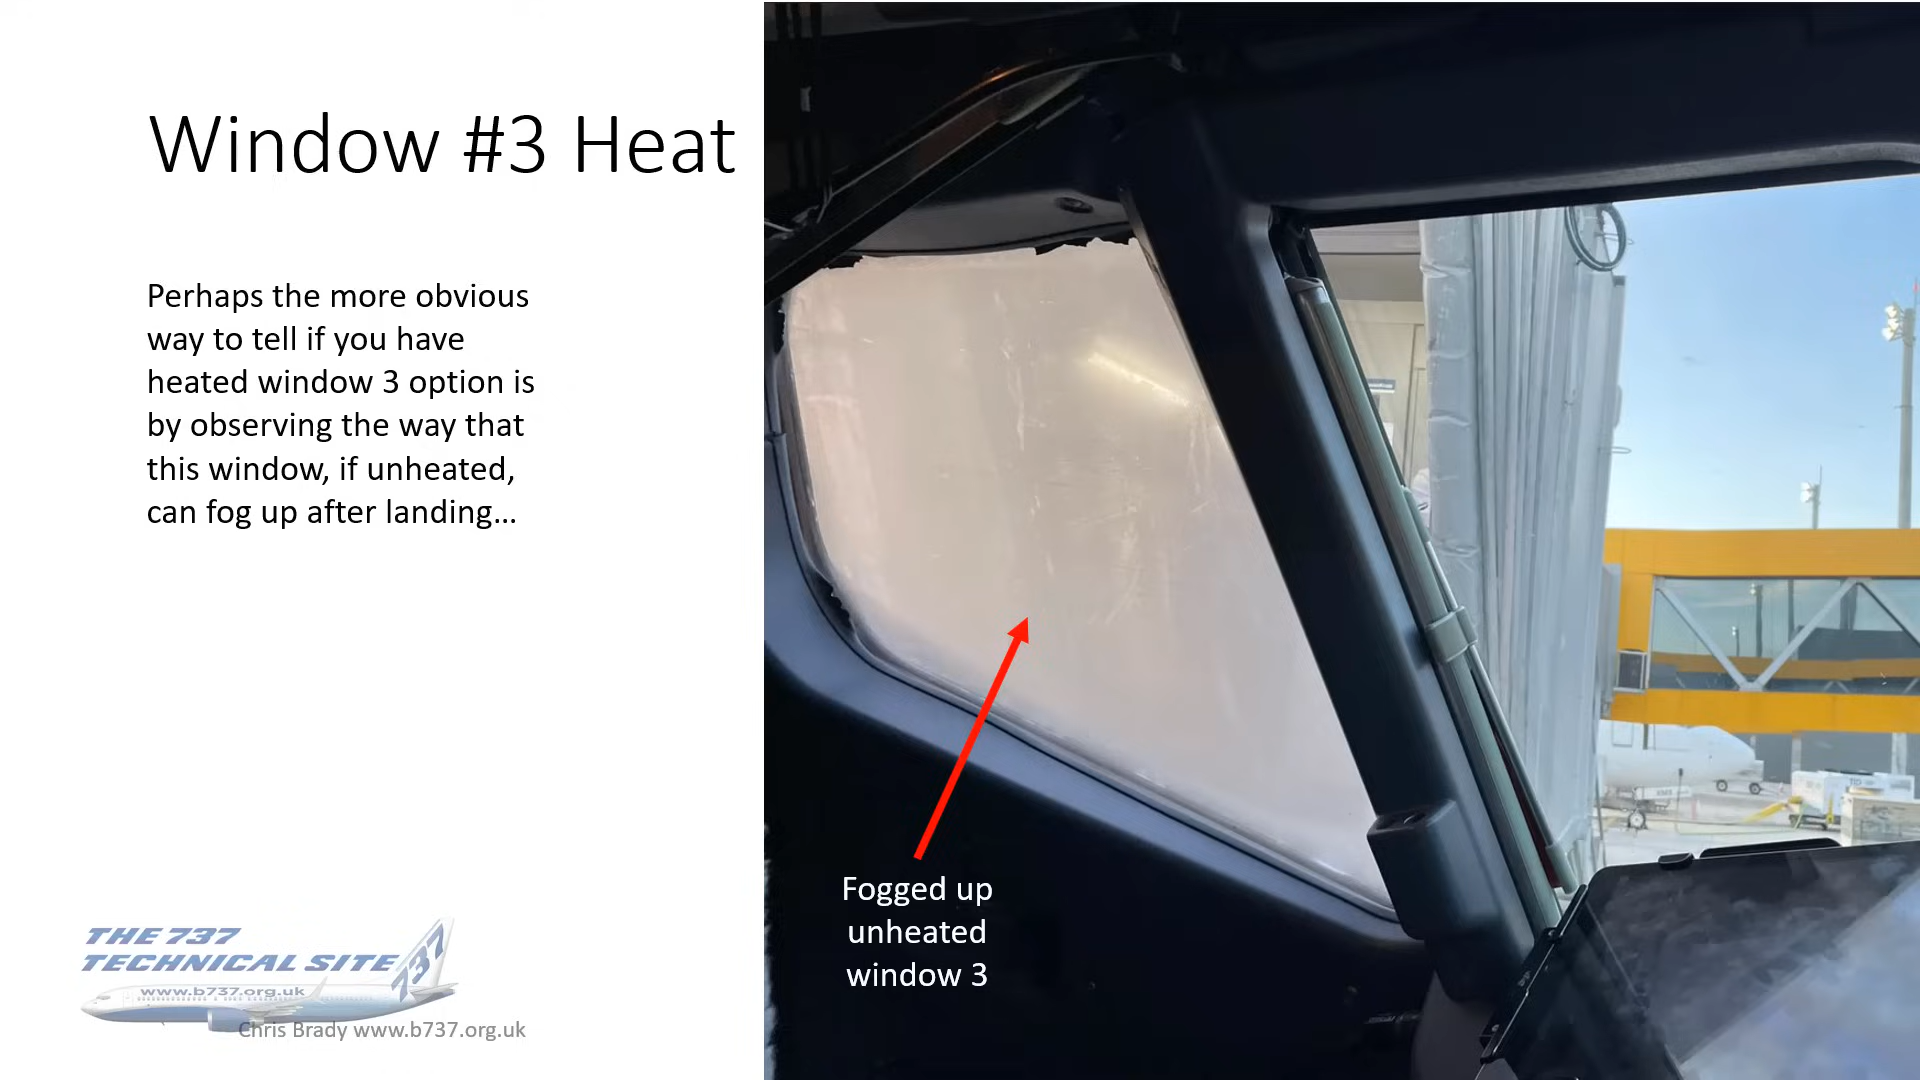 Window #3 Heat
Perhaps the more obvious
way to tell if you have
heated window 3 option is
by observing the way that
this window, if unheated,
can fog up after landing…
Fogged up
unheated
window 3
THE 737
TECHNICAL SITE
737
www.b737.org.uk
Chris Brady www.b737.org.uk